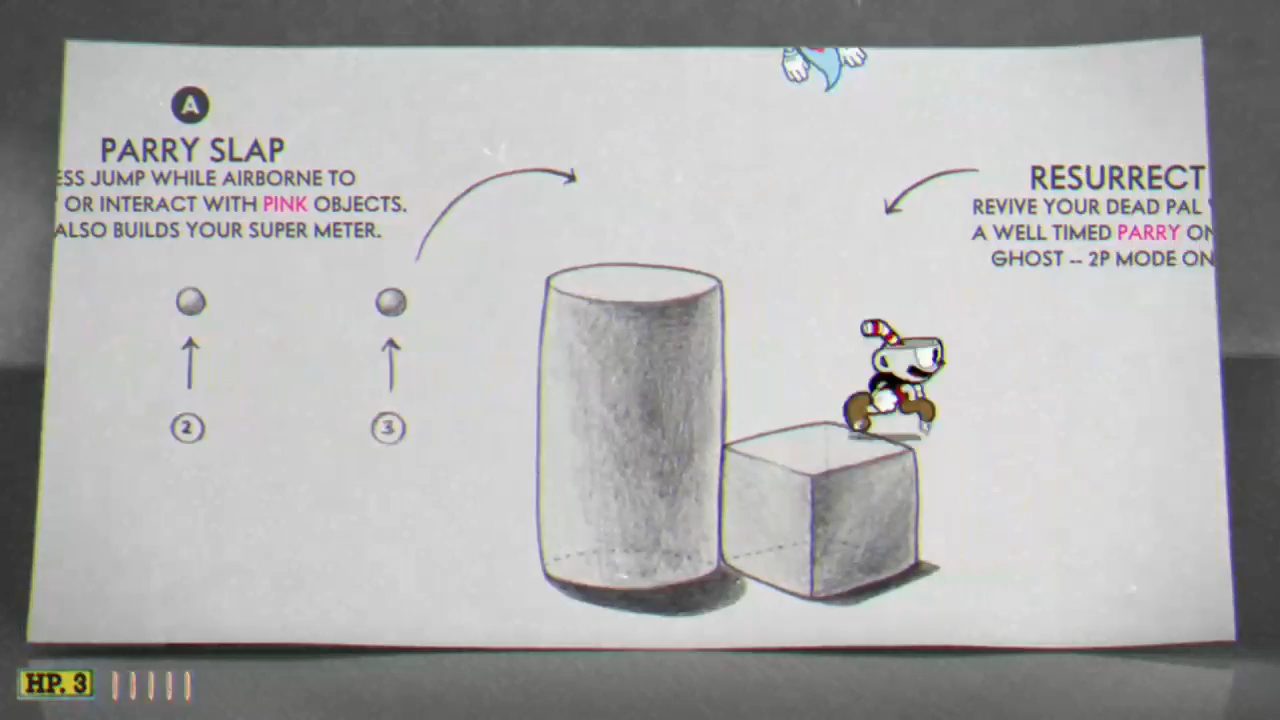 A
PARRY SLAP
ESS JUMP WHILE AIRBORNE TO
OR INTERACT WITH PINK OBJECTS.
ALSO BUILDS YOUR SUPER METER.
2
3
RESURRECT
REVIVE YOUR DEAD PAL
A WELL TIMED PARRY ON
GHOST -- 2P MODE ON
HP. 3